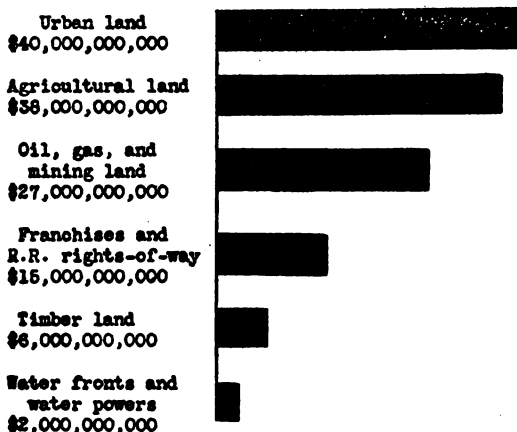 Urban land
$40,000,000,000
Agricultural land
$38,000,000,000
Oil, gas, and
mining land
$27,000,000,000
Franchises and
R.R. rights-of-way
$15,000,000,000
Timber land
$6,000,000,000
Water fronts and
water powers
$2,000,000,000